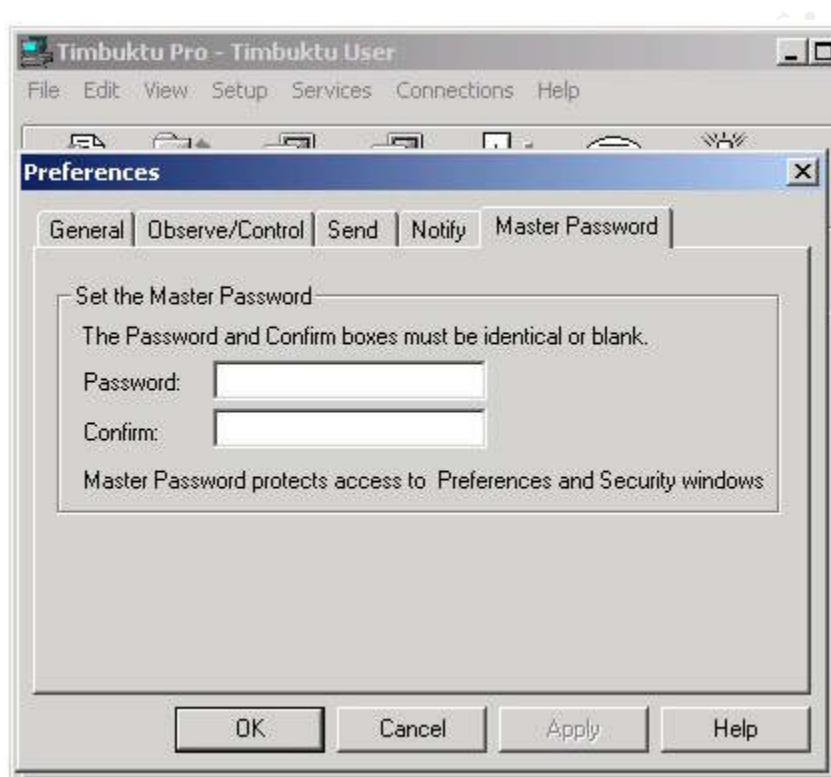 Timbuktu Pro - Timbuktu User
File Edit View Setup Services Connections Help
Preferences
General Observe/Control Send Notify Master Password
Set the Master Password
The Password and Confirm boxes must be identical or blank.
Password:
Confirm:
Master Password protects access to Preferences and Security windows
OK Cancel Apply Help